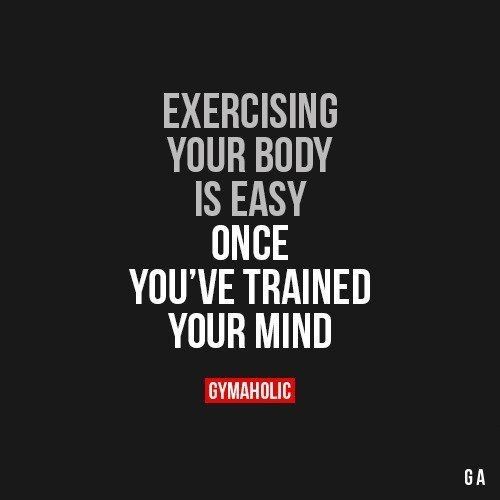 EXERCISING
YOUR BODY
IS EASY
ONCE
YOU'VE TRAINED
YOUR MIND
GYMAHOLIC
GA